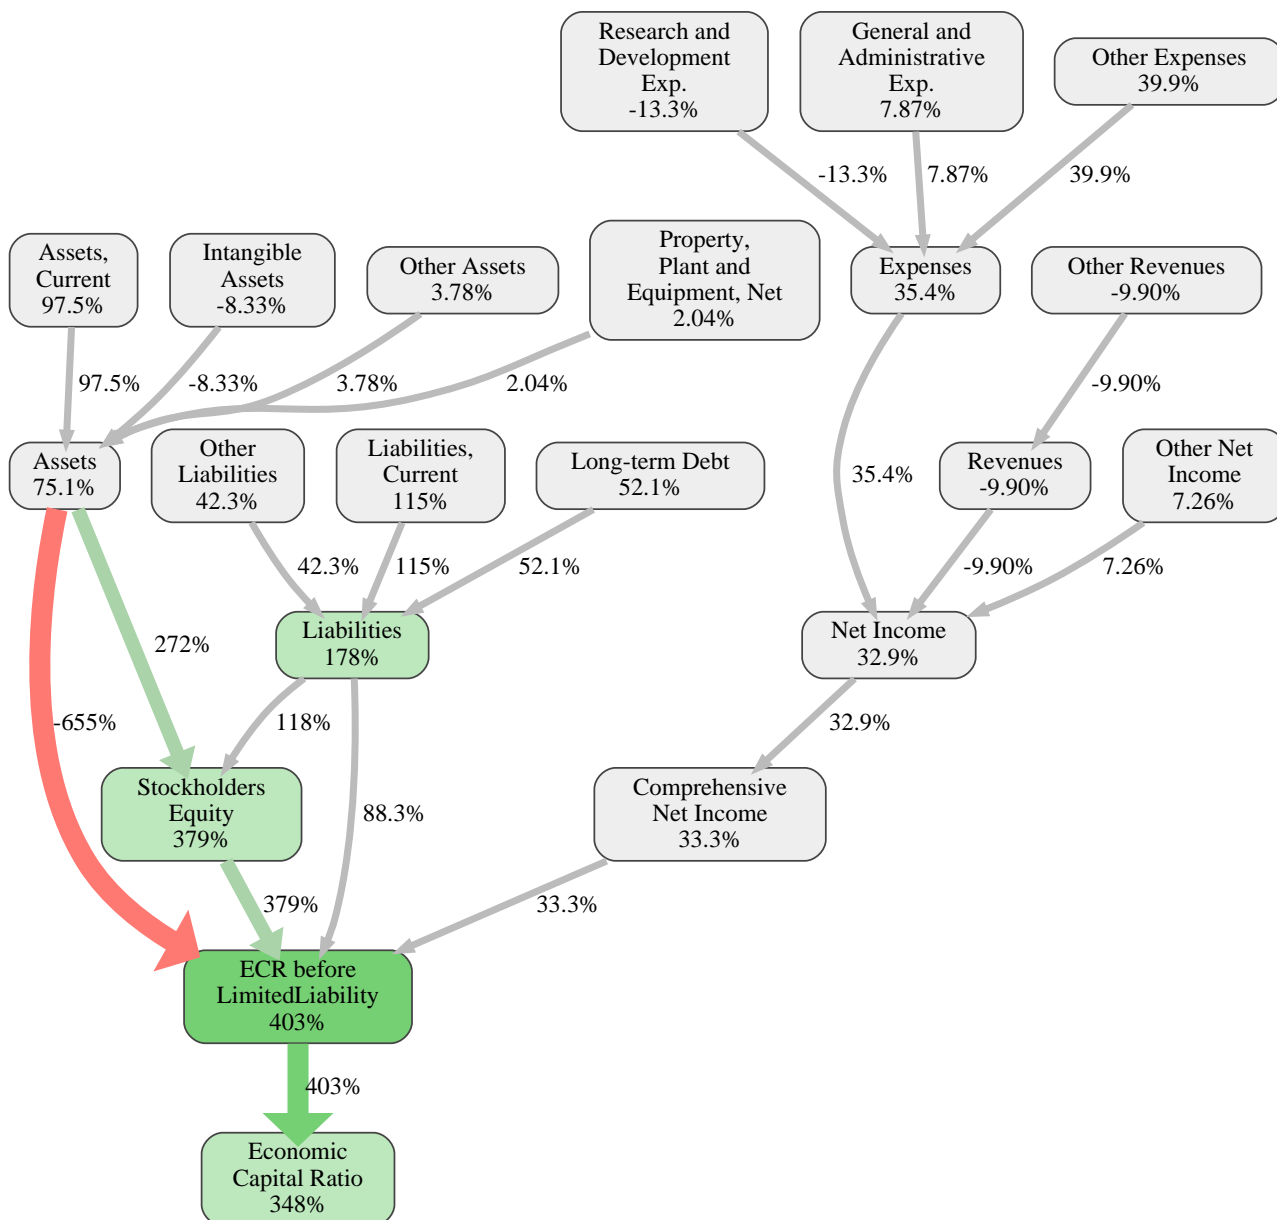 Research and
Development
Exp.
-13.3%
General and
Administrative
Exp.
7.87%
Other Expenses
39.9%
-13.3%
7.87%
39.9%
Assets,
Current
97.5%
Intangible
Assets
-8.33%
Other Assets
3.78%
Property,
Plant and
Equipment, Net
2.04%
Expenses
35.4%
Other Revenues
-9.90%
97.5%
-8.33%
3.78%
2.04%
-9.90%
Assets
75.1%
Other
Liabilities
42.3%
Liabilities,
Current
115%
Long-term Debt
52.1%
35.4%
Revenues
-9.90%
Other Net
Income
7.26%
42.3%
115%
52.1%
-9.90%
7.26%
272%
Liabilities
178%
Net Income
32.9%
-655%
118%
32.9%
Stockholders
Equity
379%
88.3%
Comprehensive
Net Income
33.3%
379%
33.3%
ECR before
LimitedLiability
403%
403%
Economic
Capital Ratio
348%